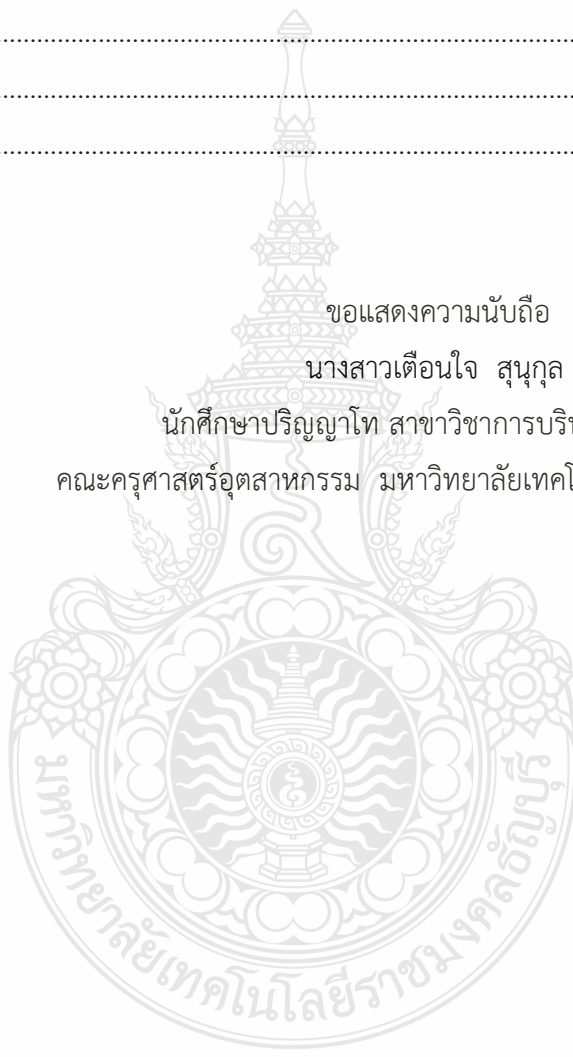 ................................................................................
................................................................................
................................................................................
ขอแสดงความนับถือ
นางสาวเตือนใจ สุนุกุล
นักศึกษาปริญญาโท สาขาวิชาการบริ
คณะครุศาสตร์อุตสาหกรรม มหาวิทยาลัยเทคโ
มหาวิทยาลัยเทคโนโลยีราชมงคลธัญบุรี